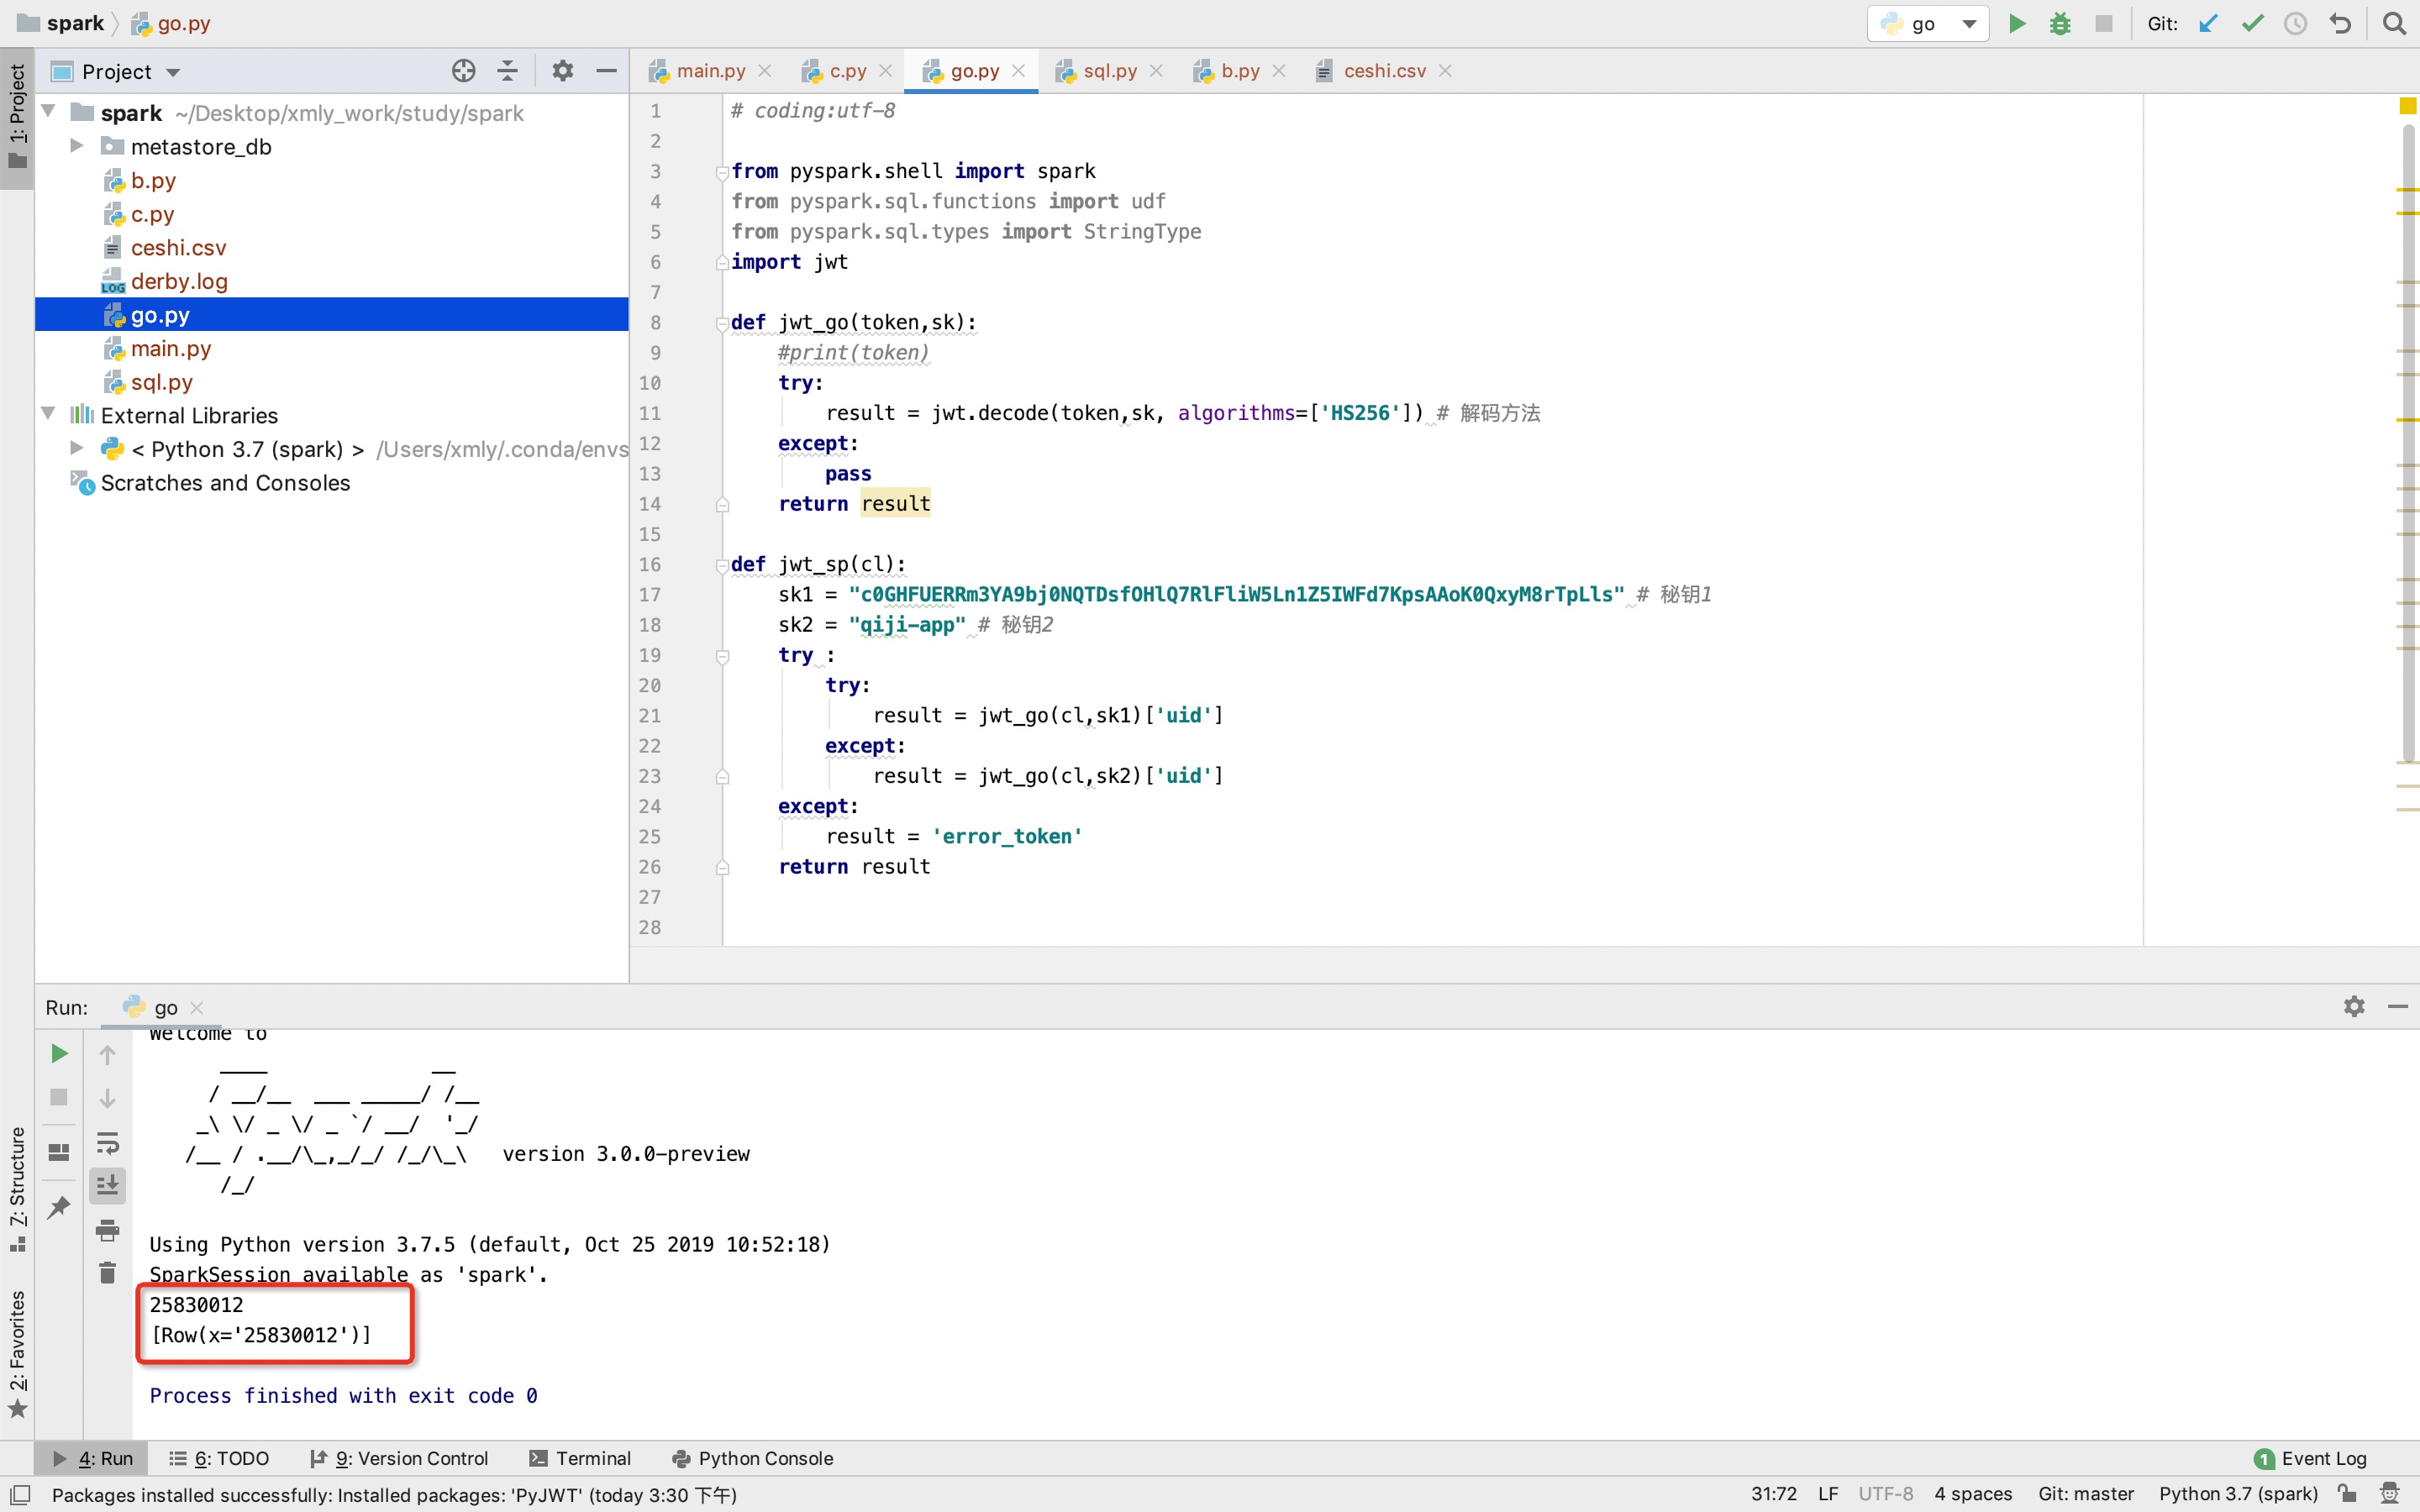 spark
go.py
go
Git:
1: Project
Project
main.py
c.py
go.py
sql.py
b.py
ceshi.csv
spark ~/Desktop/xmly_work/study/spark
metastore_db
b.py
c.py
ceshi.csv
derby.log
go.py
main.py
sql.py
External Libraries
< Python 3.7 (spark) > /Users/xmly/.conda/envs
Scratches and Consoles
1 # coding:utf-8
2
3 from pyspark.shell import spark
4 from pyspark.sql.functions import udf
5 from pyspark.sql.types import StringType
6 import jwt
7
8 def jwt_go(token,sk):
9     #print(token)
10     try:
11         result = jwt.decode(token,sk, algorithms=['HS256']) # 解码方法
12     except:
13         pass
14     return result
15
16 def jwt_sp(cl):
17     sk1 = "c0GHFUERRm3YA9bj0NQTDsfOHlQ7RlFliW5Ln1Z5IWFd7KpsAAoK0QxyM8rTpLls" # 秘钥1
18     sk2 = "qiji-app" # 秘钥2
19     try :
20         try:
21             result = jwt_go(cl,sk1)['uid']
22         except:
23             result = jwt_go(cl,sk2)['uid']
24     except:
25         result = 'error_token'
26     return result
27
28
Run:
go
Welcome to
      ____              __
     / __/__  ___ _____/ /__
    _\ \/ _ \/ _ `/ __/  '_/
   /__ / .__/\_,_/_/ /_/\_\   version 3.0.0-preview
      /_/
Using Python version 3.7.5 (default, Oct 25 2019 10:52:18)
SparkSession available as 'spark'.
25830012
[Row(x='25830012')]
Process finished with exit code 0
7: Structure
2: Favorites
4: Run
6: TODO
9: Version Control
Terminal
Python Console
1 Event Log
Packages installed successfully: Installed packages: 'PyJWT' (today 3:30 下午)
31:72
LF
UTF-8
4 spaces
Git: master
Python 3.7 (spark)